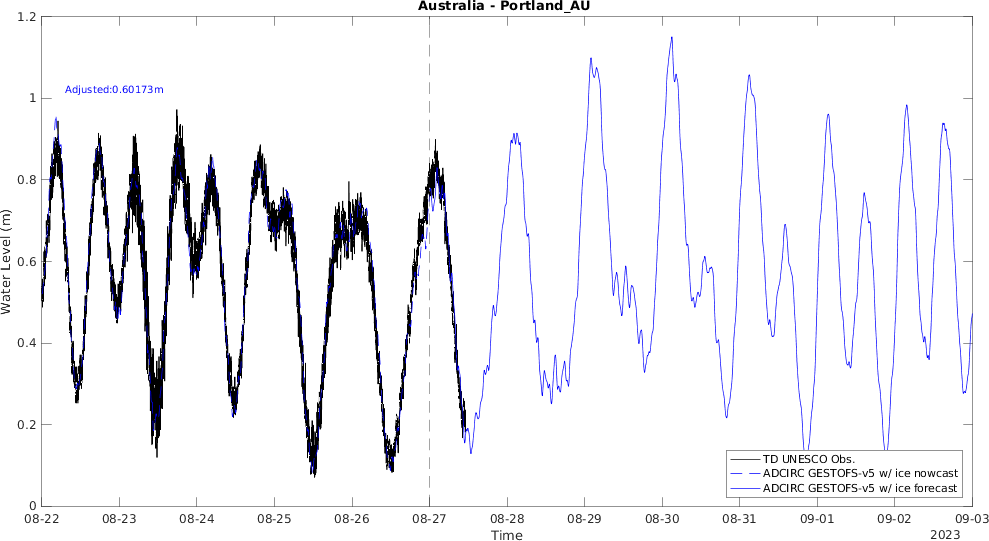 Australia - Portland_AU
1.2
Adjusted:0.60173m
1
0.8
0.6
0.4
0.2
0
Water Level (m)
TD UNESCO Obs.
ADCIRC GESTOFS-v5 w/ ice nowcast
ADCIRC GESTOFS-v5 w/ ice forecast
08-22 08-23 08-24 08-25 08-26 08-27 08-28 08-29 08-30 08-31 09-01 09-02 09-03
Time
2023